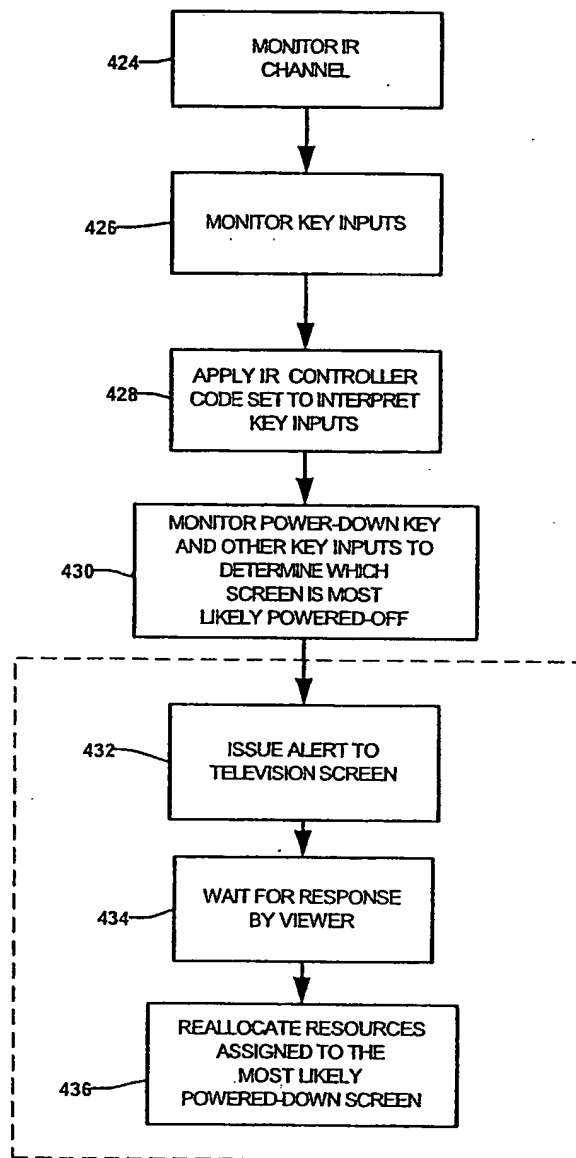 424
MONITOR IR
CHANNEL
426
MONITOR KEY INPUTS
428
APPLY IR CONTROLLER
CODE SET TO INTERPRET
KEY INPUTS
430
MONITOR POWER-DOWN KEY
AND OTHER KEY INPUTS TO
DETERMINE WHICH
SCREEN IS MOST
LIKELY POWERED-OFF
432
ISSUE ALERT TO
TELEVISION SCREEN
434
WAIT FOR RESPONSE
BY VIEWER
436
REALLOCATE RESOURCES
ASSIGNED TO THE
MOST LIKELY
POWERED-DOWN SCREEN